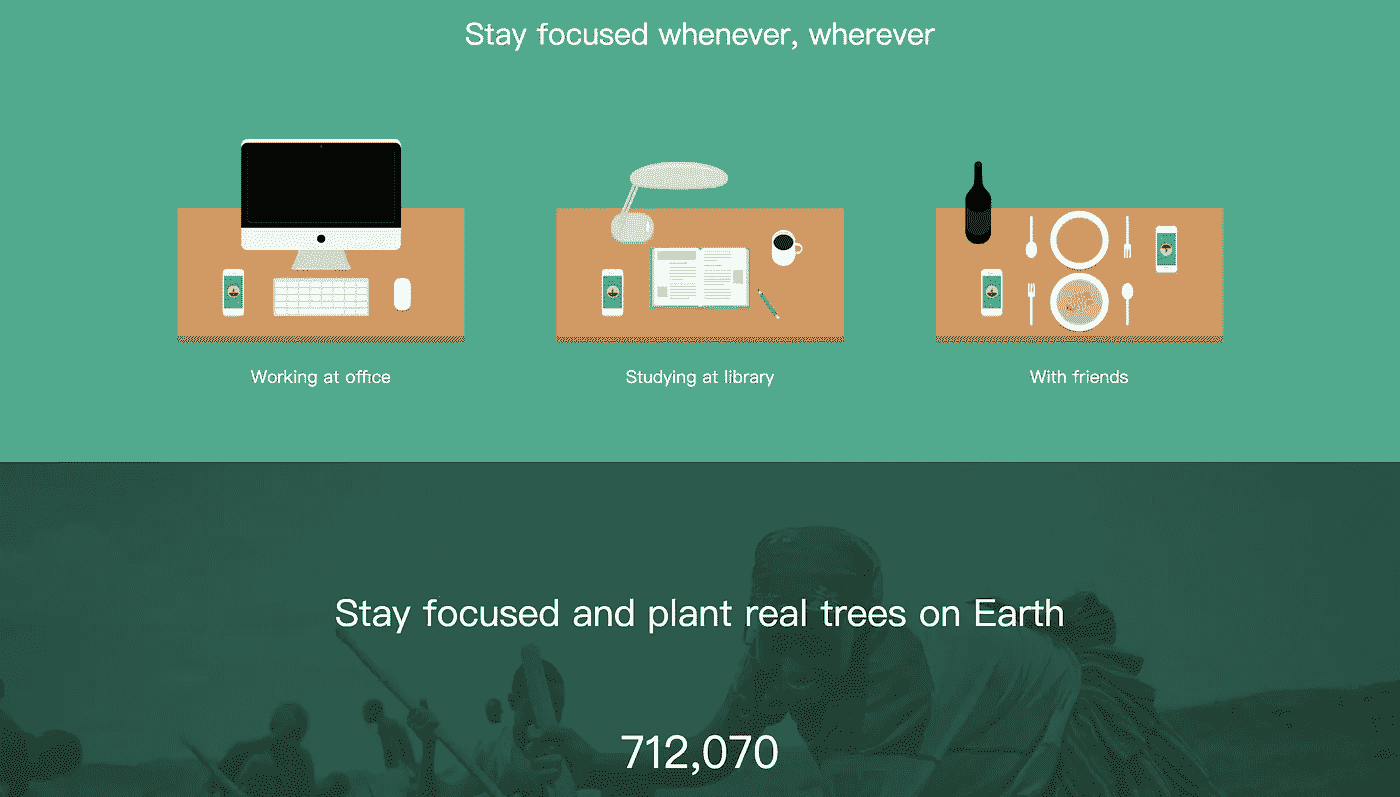 Stay focused whenever, wherever
Working at office
Studying at library
With friends
Stay focused and plant real trees on Earth
712,070